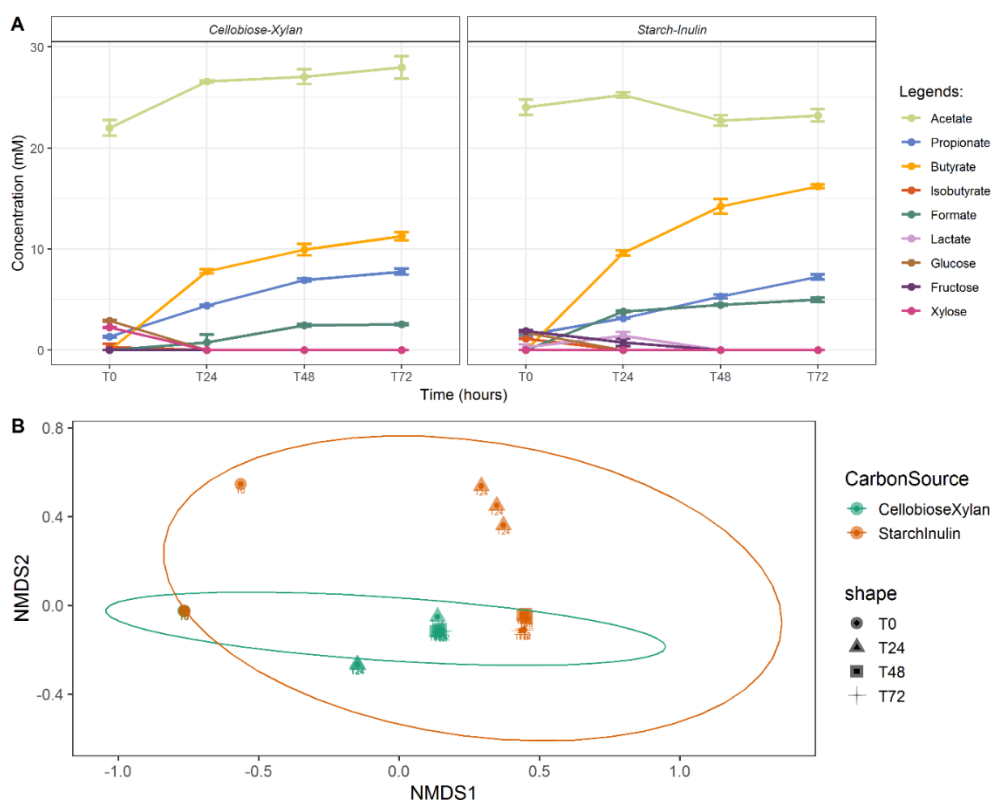 A
Cellobiose-Xylan
Starch-Inulin
30
20
10
0
Concentration (mM)
T0 T24 T48 T72
T0 T24 T48 T72
Time (hours)
Legends:
Acetate
Propionate
Butyrate
Isobutyrate
Formate
Lactate
Glucose
Fructose
Xylose
B
0.8
0.4
0.0
-0.4
NMDS2
T0
T24
T24
T24
T24
-1.0 -0.5 0.0 0.5 1.0
NMDS1
CarbonSource
CellobioseXylan
StarchInulin
shape
T0
T24
T48
T72